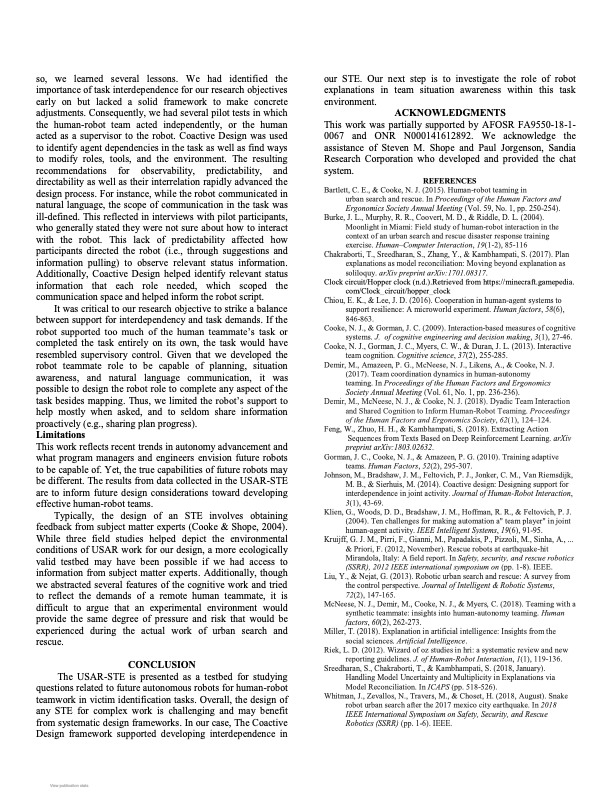 so, we learned several lessons. We had identified the
importance of task interdependence for our research objectives
early on but lacked a solid framework to make concrete
adjustments. Consequently, we had several pilot tests in which
the human-robot team acted independently, or the human
acted as a supervisor to the robot. Coactive Design was used
to identify agent dependencies in the task as well as find ways
to modify roles, tools, and the environment. The resulting
recommendations for observability, predictability, and
directability as well as their interrelation rapidly advanced the
design process. For instance, while the robot communicated in
natural language, the scope of communication in the task was
ill-defined. This reflected in interviews with pilot participants,
who generally stated they were not sure about how to interact
with the robot. This lack of predictability affected how
participants directed the robot (i.e., through suggestions and
information pulling) to observe relevant status information.
Additionally, Coactive Design helped identify relevant status
information that each role needed, which scoped the
communication space and helped inform the robot script.
It was critical to our research objective to strike a balance
between support for interdependency and task demands. If the
robot supported too much of the human teammate's task or
completed the task entirely on its own, the task would have
resembled supervisory control. Given that we developed the
robot teammate role to be capable of planning, situation
awareness, and natural language communication, it was
possible to design the robot role to complete any aspect of the
task besides mapping. Thus, we limited the robot's support to
help mostly when asked, and to seldom share information
proactively (e.g., sharing plan progress).
Limitations
This work reflects recent trends in autonomy advancement and
what program managers and engineers envision future robots
to be capable of. Yet, the true capabilities of future robots may
be different. The results from data collected in the USAR-STE
are to inform future design considerations toward developing
effective human-robot teams.
Typically, the design of an STE involves obtaining
feedback from subject matter experts (Cooke & Shope, 2004).
While three field studies helped depict the environmental
conditions of USAR work for our design, a more ecologically
valid testbed may have been possible if we had access to
information from subject matter experts. Additionally, though
we abstracted several features of the cognitive work and tried
to reflect the demands of a remote human teammate, it is
difficult to argue that an experimental environment would
provide the same degree of pressure and risk that would be
experienced during the actual work of urban search and
rescue.
CONCLUSION
The USAR-STE is presented as a testbed for studying
questions related to future autonomous robots for human-robot
teamwork in victim identification tasks. Overall, the design of
any STE for complex work is challenging and may benefit
from systematic design frameworks. In our case, The Coactive
Design framework supported developing interdependence in
our STE. Our next step is to investigate the role of robot
explanations in team situation awareness within this task
environment.
ACKNOWLEDGMENTS
This work was partially supported by AFOSR FA9550-18-1-
0067 and ONR N000141612892. We acknowledge the
assistance of Steven M. Shope and Paul Jorgenson, Sandia
Research Corporation who developed and provided the chat
system.
REFERENCES
Bartlett, C. E., & Cooke, N. J. (2015). Human-robot teaming in
urban search and rescue. In Proceedings of the Human Factors and
Ergonomics Society Annual Meeting (Vol. 59, No. 1, pp. 250-254).
Burke, J. L., Murphy, R. R., Coovert, M. D., & Riddle, D. L. (2004).
Moonlight in Miami: Field study of human-robot interaction in the
context of an urban search and rescue disaster response training
exercise. Human–Computer Interaction, 19(1-2), 85-116
Chakraborti, T., Sreedharan, S., Zhang, Y., & Kambhampati, S. (2017). Plan
explanations as model reconciliation: Moving beyond explanation as
soliloquy. arXiv preprint arXiv:1701.08317.
Clock circuit/Hopper clock (n.d.).Retrieved from https://minecraft.gamepedia.
com/Clock_circuit/hopper_clock
Chiou, E. K., & Lee, J. D. (2016). Cooperation in human-agent systems to
support resilience: A microworld experiment. Human factors, 58(6),
846-863.
Cooke, N. J., & Gorman, J. C. (2009). Interaction-based measures of cognitive
systems. J. of cognitive engineering and decision making, 3(1), 27-46.
Cooke, N. J., Gorman, J. C., Myers, C. W., & Duran, J. L. (2013). Interactive
team cognition. Cognitive science, 37(2), 255-285.
Demir, M., Amazeen, P. G., McNeese, N. J., Likens, A., & Cooke, N. J.
(2017). Team coordination dynamics in human-autonomy
teaming. In Proceedings of the Human Factors and Ergonomics
Society Annual Meeting (Vol. 61, No. 1, pp. 236-236).
Demir, M., McNeese, N. J., & Cooke, N. J. (2018). Dyadic Team Interaction
and Shared Cognition to Inform Human-Robot Teaming. Proceedings
of the Human Factors and Ergonomics Society, 62(1), 124–124.
Feng, W., Zhuo, H. H., & Kambhampati, S. (2018). Extracting Action
Sequences from Texts Based on Deep Reinforcement Learning. arXiv
preprint arXiv:1803.02632.
Gorman, J. C., Cooke, N. J., & Amazeen, P. G. (2010). Training adaptive
teams. Human Factors, 52(2), 295-307.
Johnson, M., Bradshaw, J. M., Feltovich, P. J., Jonker, C. M., Van Riemsdijk,
M. B., & Sierhuis, M. (2014). Coactive design: Designing support for
interdependence in joint activity. Journal of Human-Robot Interaction,
3(1), 43-69.
Klien, G., Woods, D. D., Bradshaw, J. M., Hoffman, R. R., & Feltovich, P. J.
(2004). Ten challenges for making automation a" team player" in joint
human-agent activity. IEEE Intelligent Systems, 19(6), 91-95.
Kruijff, G. J. M., Pirri, F., Gianni, M., Papadakis, P., Pizzoli, M., Sinha, A., ...
& Priori, F. (2012, November). Rescue robots at earthquake-hit
Mirandola, Italy: A field report. In Safety, security, and rescue robotics
(SSRR), 2012 IEEE international symposium on (pp. 1-8). IEEE.
Liu, Y., & Nejat, G. (2013). Robotic urban search and rescue: A survey from
the control perspective. Journal of Intelligent & Robotic Systems,
72(2), 147-165.
McNeese, N. J., Demir, M., Cooke, N. J., & Myers, C. (2018). Teaming with a
synthetic teammate: insights into human-autonomy teaming. Human
factors, 60(2), 262-273.
Miller, T. (2018). Explanation in artificial intelligence: Insights from the
social sciences. Artificial Intelligence.
Riek, L. D. (2012). Wizard of oz studies in hri: a systematic review and new
reporting guidelines. J. of Human-Robot Interaction, 1(1), 119-136.
Sreedharan, S., Chakraborti, T., & Kambhampati, S. (2018, January).
Handling Model Uncertainty and Multiplicity in Explanations via
Model Reconciliation. In ICAPS (pp. 518-526).
Whitman, J., Zevallos, N., Travers, M., & Choset, H. (2018, August). Snake
robot urban search after the 2017 mexico city earthquake. In 2018
IEEE International Symposium on Safety, Security, and Rescue
Robotics (SSRR) (pp. 1-6). IEEE.
View publication stats